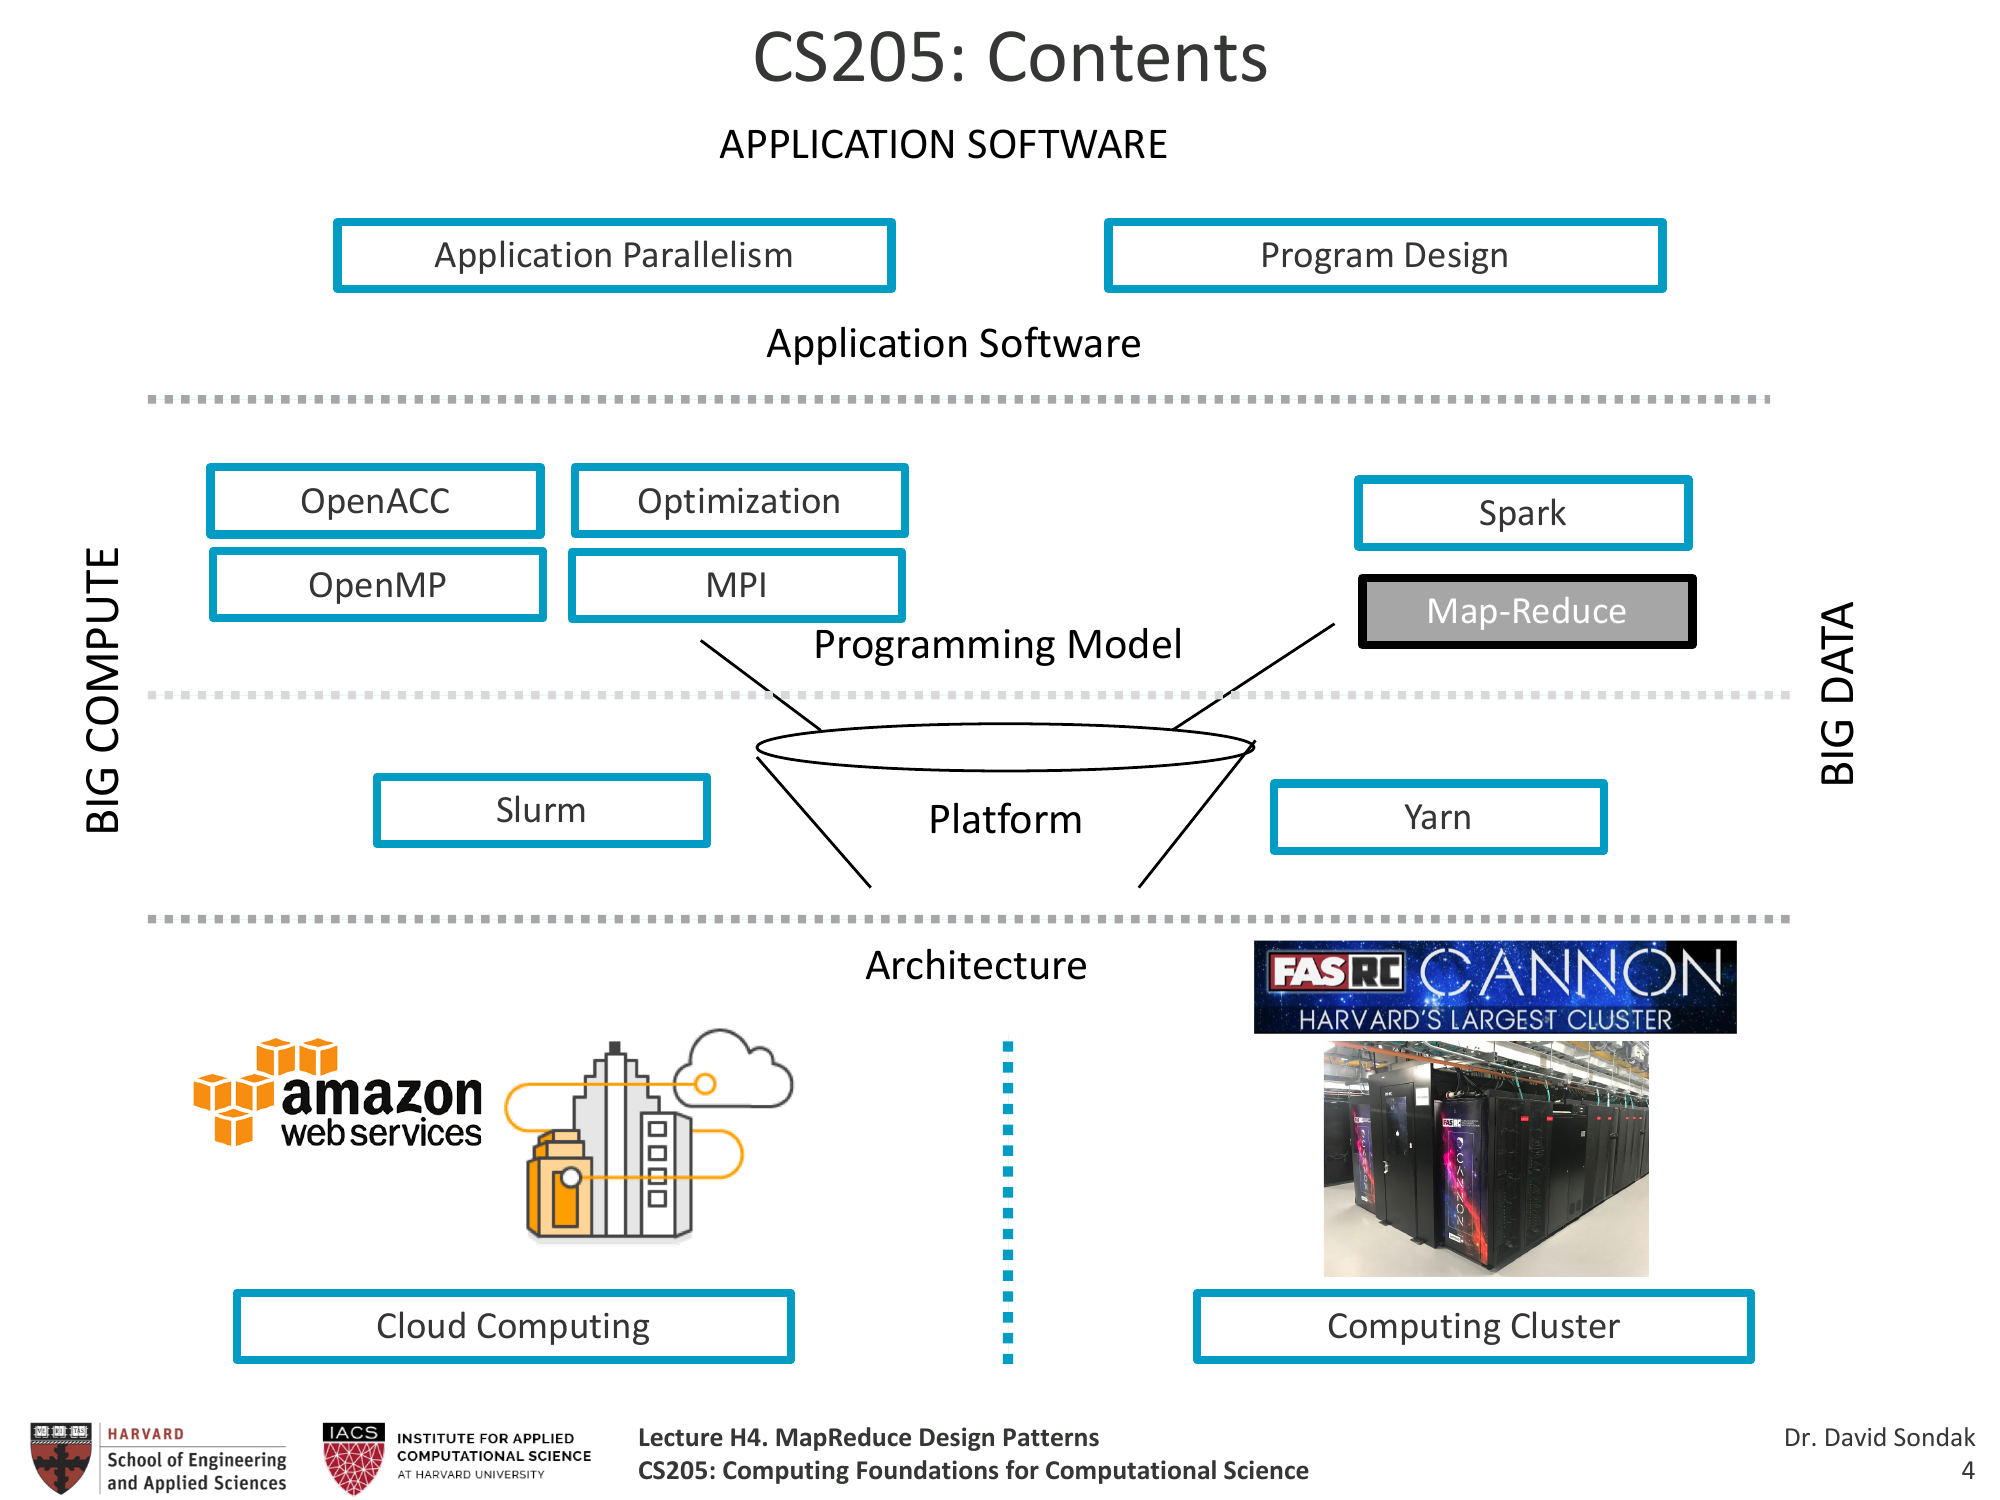 CS205: Contents
APPLICATION SOFTWARE
Application Parallelism
Program Design
Application Software
OpenACC
Optimization
Spark
OpenMP
MPI
Map-Reduce
Programming Model
BIG COMPUTE
BIG DATA
Slurm
Platform
Yarn
Architecture
FASRC CANNON
HARVARD'S LARGEST CLUSTER
amazon
web services
FASRC
CANNON
Cloud Computing
Computing Cluster
HARVARD
School of Engineering
and Applied Sciences
IACS
INSTITUTE FOR APPLIED
COMPUTATIONAL SCIENCE
AT HARVARD UNIVERSITY
Lecture H4. MapReduce Design Patterns
CS205: Computing Foundations for Computational Science
Dr. David Sondak
4